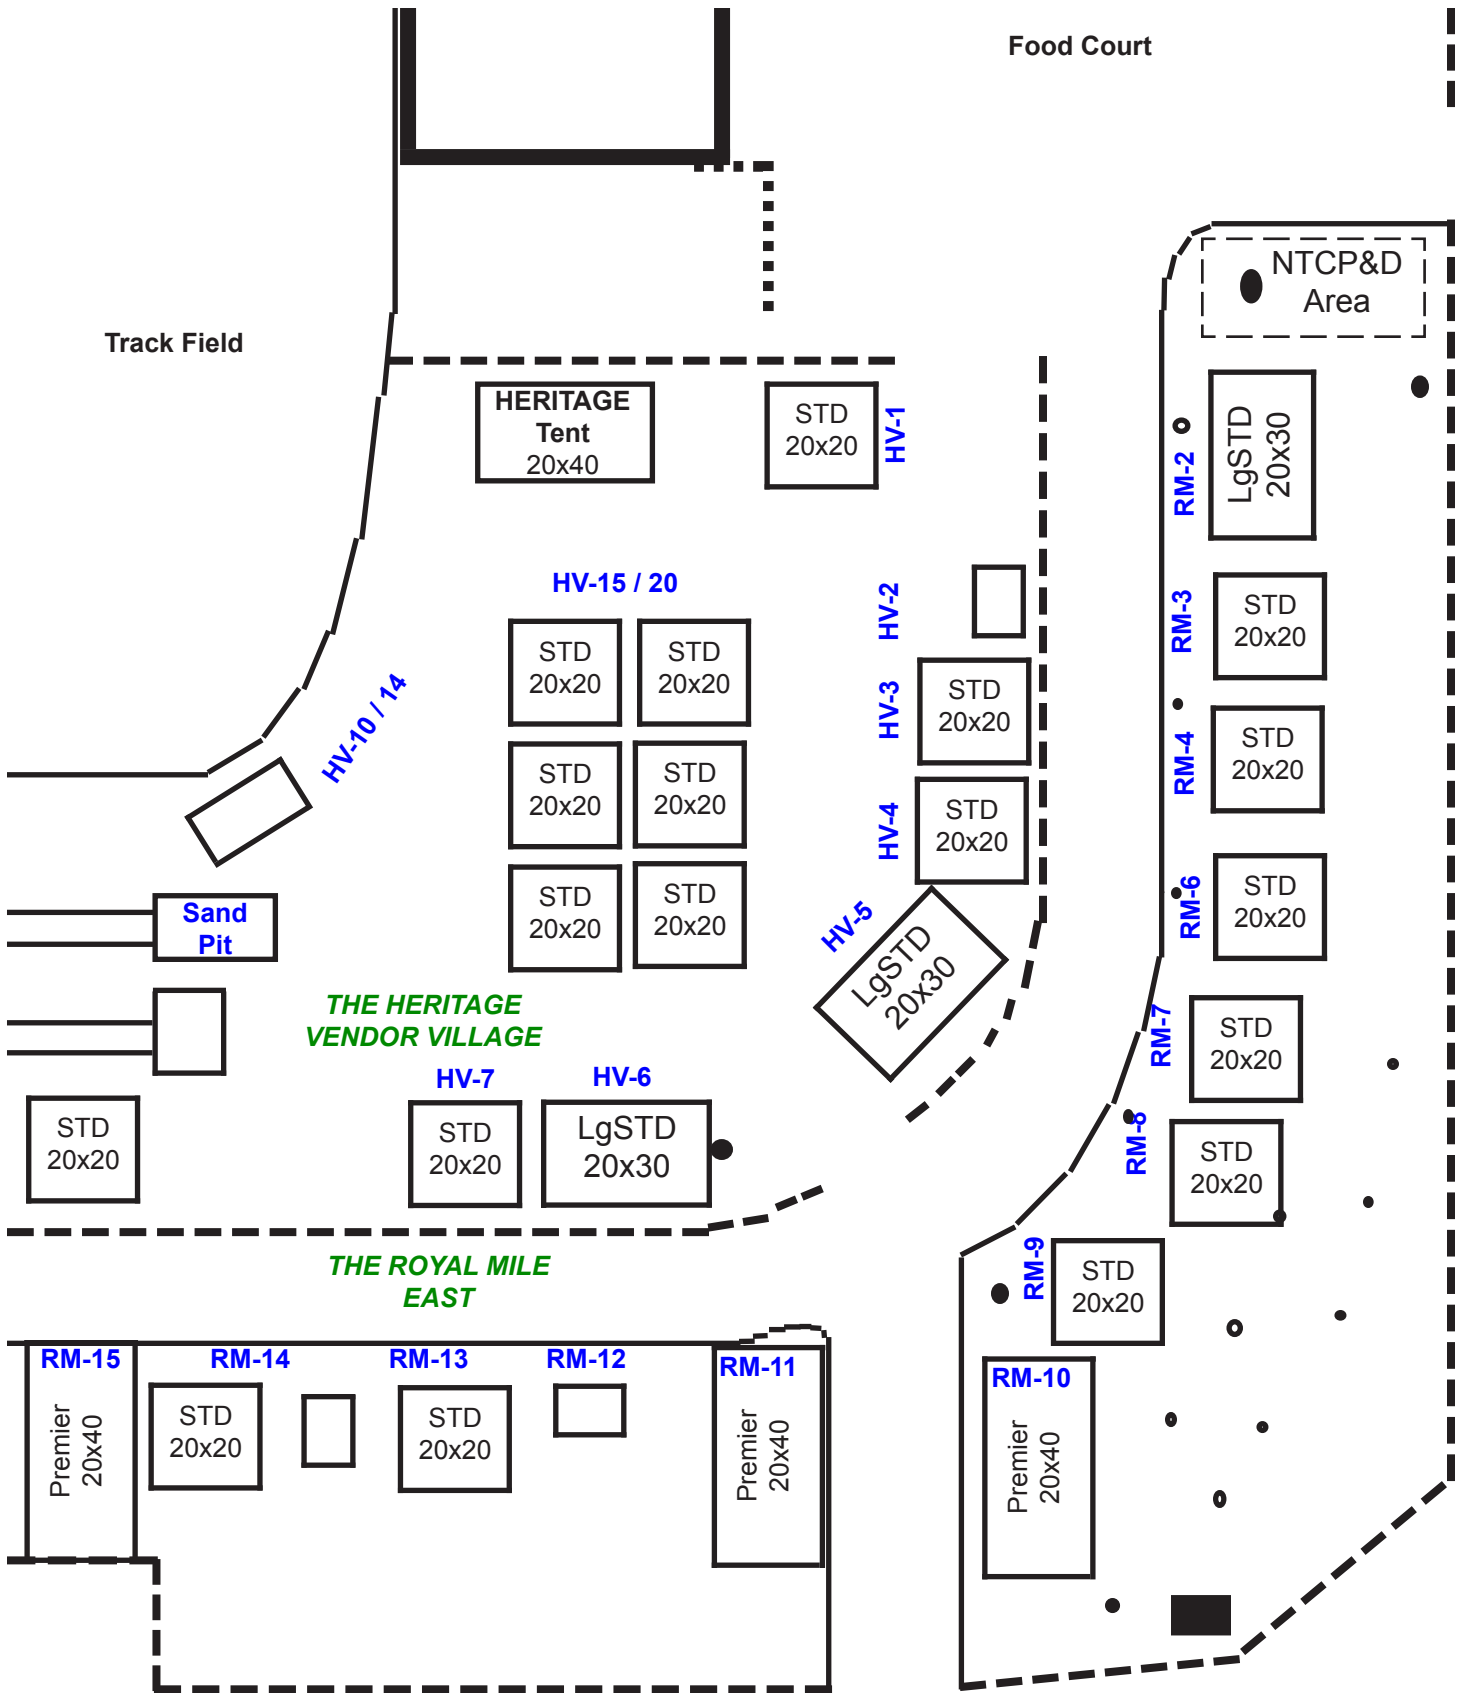 Food Court
NTCP&D
Area
Track Field
HERITAGE
Tent
20x40
STD
20x20
HV-1
RM-2
LgSTD
20x30
HV-15 / 20
HV-2
RM-3
STD
20x20
STD
20x20
STD
20x20
HV-3
STD
20x20
HV-10 / 14
RM-4
STD
20x20
STD
20x20
STD
20x20
HV-4
STD
20x20
STD
20x20
STD
20x20
RM-6
STD
20x20
Sand
Pit
HV-5
LgSTD
20x30
THE HERITAGE
VENDOR VILLAGE
RM-7
STD
20x20
HV-7
HV-6
STD
20x20
STD
20x20
LgSTD
20x30
RM-8
STD
20x20
THE ROYAL MILE
EAST
RM-9
STD
20x20
RM-15
RM-14
RM-13
RM-12
RM-11
RM-10
Premier
20x40
STD
20x20
STD
20x20
Premier
20x40
Premier
20x40